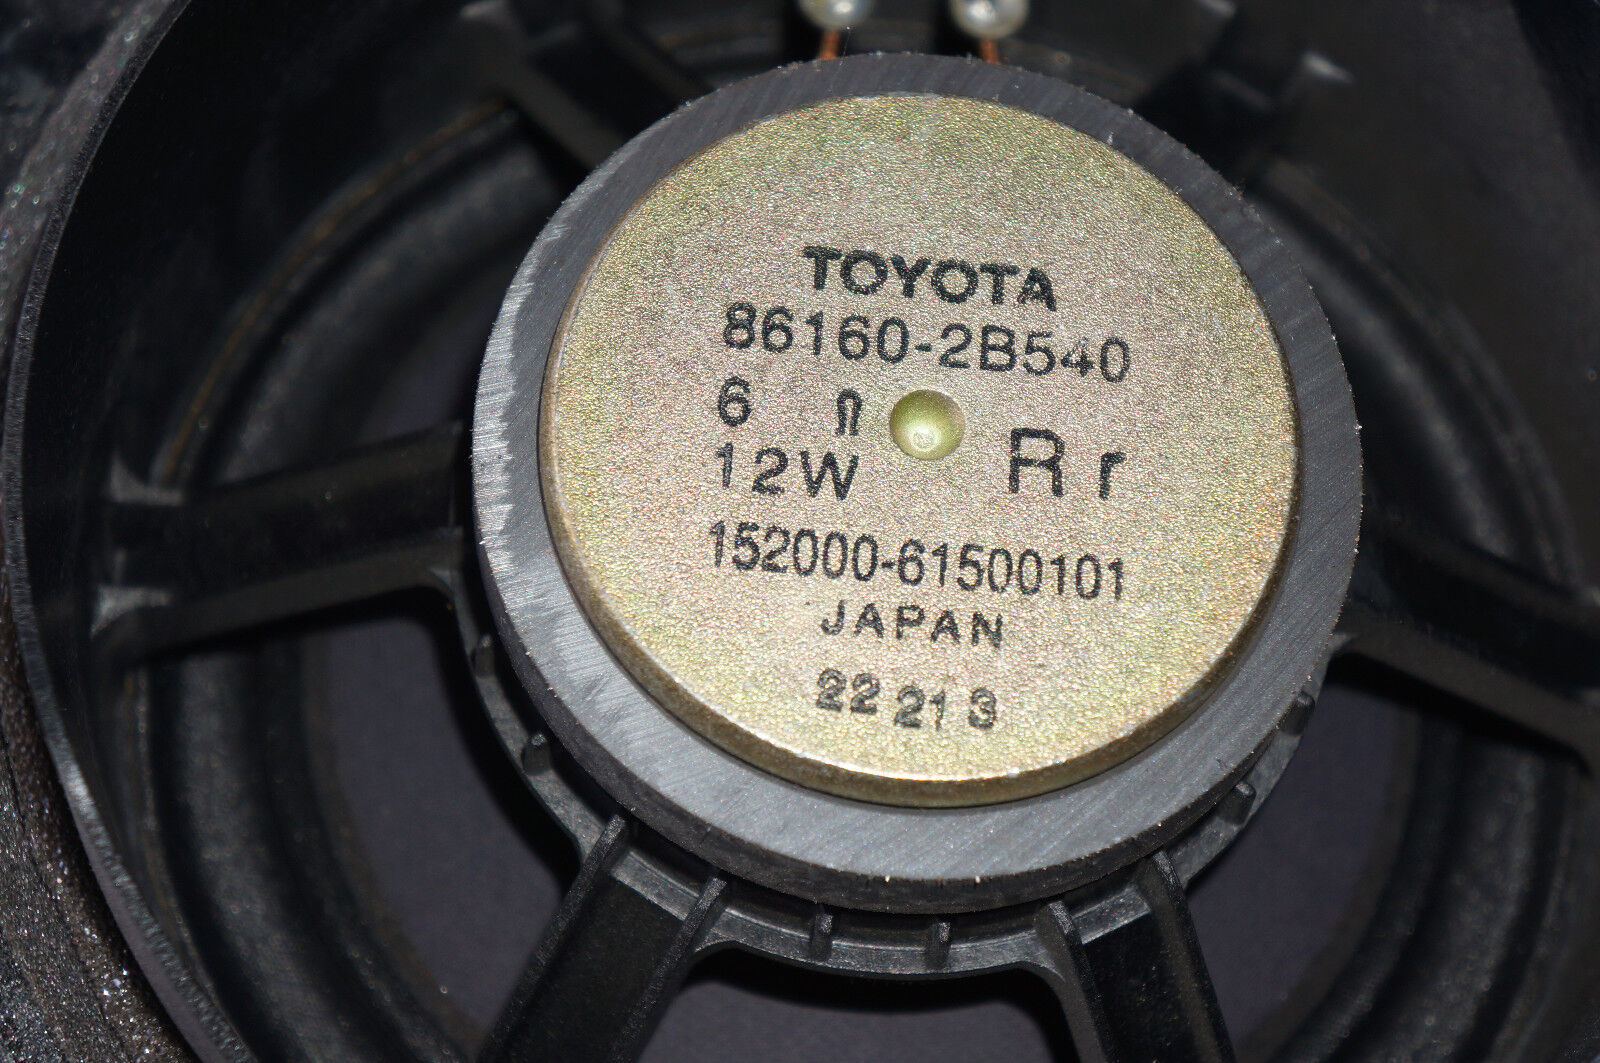 TOYOTA
86160-2B540
6 Ω
12W Rr
152000-61500101
JAPAN
22 21 3